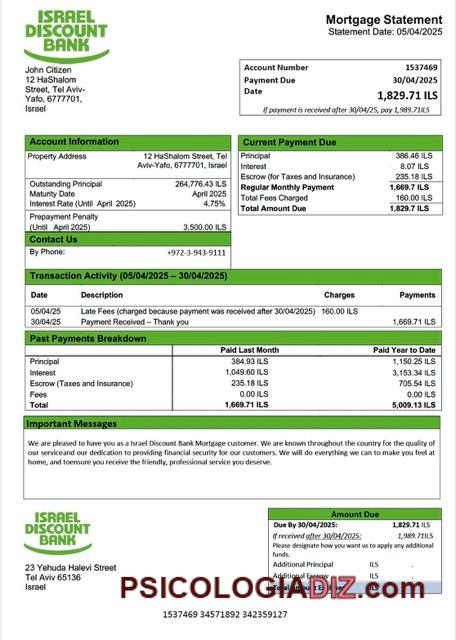 ISRAEL
DISCOUNT
BANK
Mortgage Statement
Statement Date: 05/04/2025
John Citizen
12 HaShalom
Street, Tel Aviv-
Yafo, 6777701,
Israel
Account Number 1537469
Payment Due 30/04/2025
Date 1,829.71 ILS
If payment is received after 30/04/2025, pay 1,989.71ILS
Account Information
Property Address 12 HaShalom Street, Tel
Aviv-Yafo, 6777701, Israel
Outstanding Principal 264,776.43 ILS
Maturity Date April 2025
Interest Rate (Until April 2025) 4.75%
Prepayment Penalty
(Until April 2025) 3,500.00 ILS
Contact Us
By Phone: +972-3-943-9111
Current Payment Due
Principal 386.46 ILS
Interest 8.07 ILS
Escrow (for Taxes and Insurance) 235.18 ILS
Regular Monthly Payment 1,669.7 ILS
Total Fees Charged 160.00 ILS
Total Amount Due 1,829.7 ILS
Transaction Activity (05/04/2025 – 30/04/2025)
Date Description Charges Payments
05/04/25 Late Fees (charged because payment was received after 30/04/2025) 160.00 ILS
30/04/25 Payment Received – Thank you 1,669.71 ILS
Past Payments Breakdown
Paid Last Month Paid Year to Date
Principal 384.93 ILS 1,150.25 ILS
Interest 1,049.60 ILS 3,153.34 ILS
Escrow (Taxes and Insurance) 235.18 ILS 705.54 ILS
Fees 0.00 ILS 0.00 ILS
Total 1,669.71 ILS 5,009.13 ILS
Important Messages
We are pleased to have you as a Israel Discount Bank Mortgage customer. We are known throughout the country for the quality of
our serviceand our dedication to providing financial security for our customers. We will do everything we can to make you feel at
home, and toensure you receive the friendly, professional service you deserve.
ISRAEL
DISCOUNT
BANK
23 Yehuda Halevi Street
Tel Aviv 65136
Israel
Amount Due
Due By 30/04/2025: 1,829.71 ILS
If received after 30/04/2025: 1,989.71ILS
Please designate how you want us to apply any additional
funds.
Additional Principal ILS .
Additional Escrow ILS .
Total Amount ILS .
PSICOLOGIADIZ.com
1537469 34571892 342359127